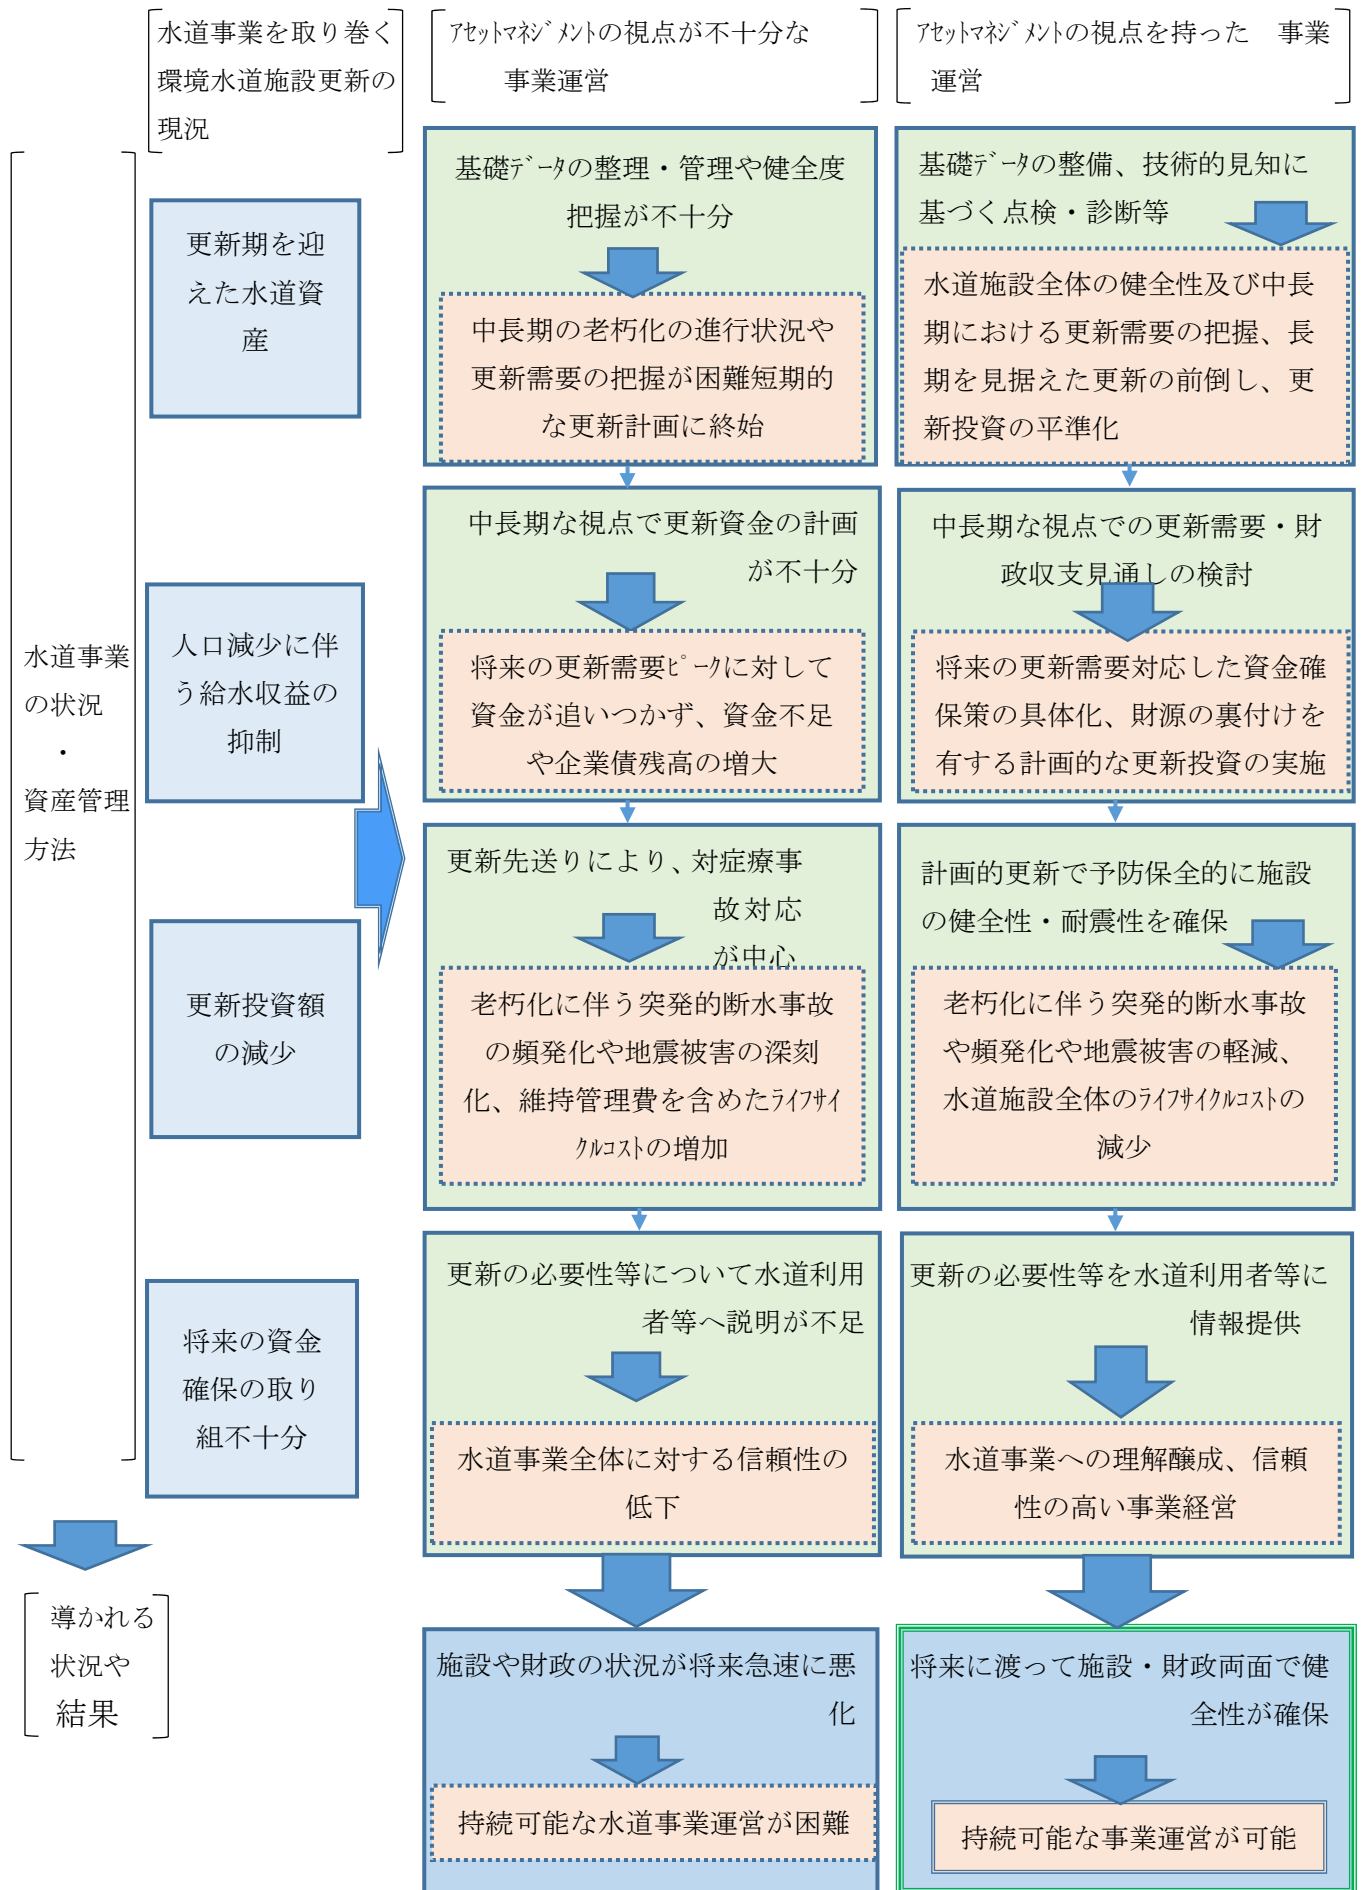 水道事業を取り巻く
環境水道施設更新の
現況
ｱｾｯﾄﾏﾈｼﾞﾒﾝﾄの視点が不十分な
事業運営
ｱｾｯﾄﾏﾈｼﾞﾒﾝﾄの視点を持った　事業
運営
水道事業
の状況
・
資産管理
方法
更新期を迎
えた水道資
産
人口減少に伴
う給水収益の
抑制
更新投資額
の減少
将来の資金
確保の取り
組不十分
基礎ﾃﾞｰﾀの整理・管理や健全度
把握が不十分
中長期の老朽化の進行状況や
更新需要の把握が困難短期的
な更新計画に終始
中長期な視点で更新資金の計画
が不十分
将来の更新需要ﾋﾟｰｸに対して
資金が追いつかず、資金不足
や企業債残高の増大
更新先送りにより、対症療事
故対応
が中心
老朽化に伴う突発的断水事故
の頻発化や地震被害の深刻
化、維持管理費を含めたﾗｲﾌｻｲ
ｸﾙｺｽﾄの増加
更新の必要性等について水道利用
者等へ説明が不足
水道事業全体に対する信頼性の
低下
基礎ﾃﾞｰﾀの整備、技術的見知に
基づく点検・診断等
水道施設全体の健全性及び中長
期における更新需要の把握、長
期を見据えた更新の前倒し、更
新投資の平準化
中長期な視点での更新需要・財
政収支見通しの検討
将来の更新需要対応した資金確
保策の具体化、財源の裏付けを
有する計画的な更新投資の実施
計画的更新で予防保全的に施設
の健全性・耐震性を確保
老朽化に伴う突発的断水事故
や頻発化や地震被害の軽減、
水道施設全体のﾗｲﾌｻｲｸﾙｺｽﾄの
減少
更新の必要性等を水道利用者等に
情報提供
水道事業への理解醸成、信頼
性の高い事業経営
導かれる
状況や
結果
施設や財政の状況が将来急速に悪
化
持続可能な水道事業運営が困難
将来に渡って施設・財政両面で健
全性が確保
持続可能な事業運営が可能